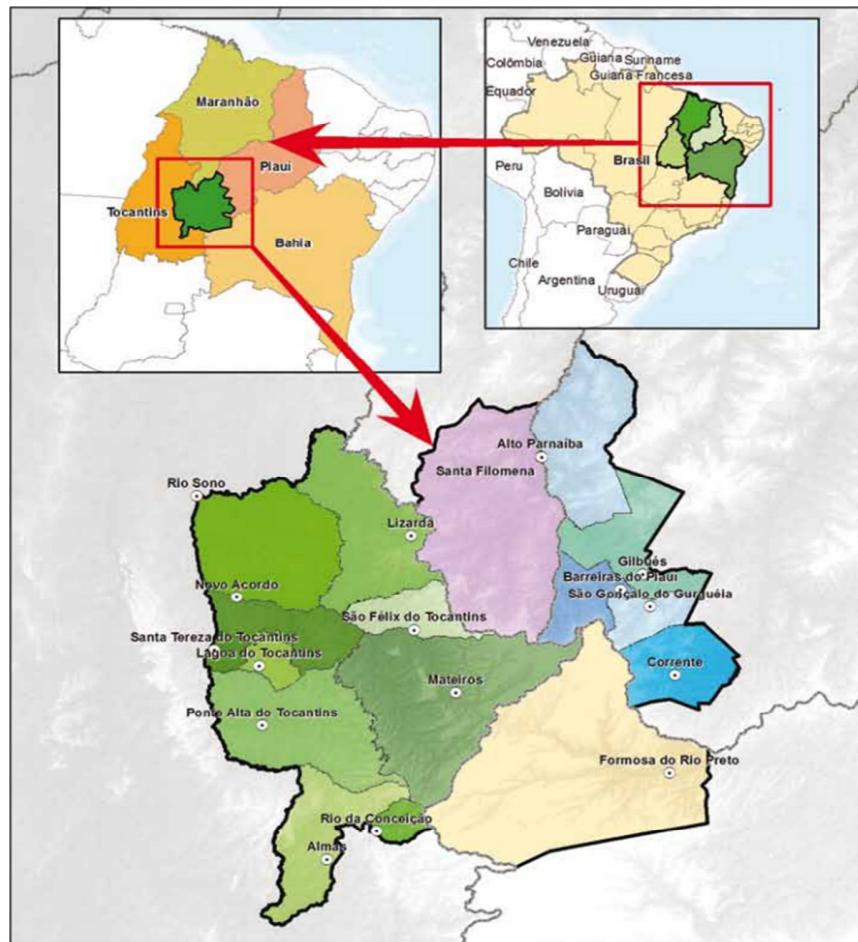 Maranhão
Piauí
Tocantins
Bahia
Venezuela
Colômbia
Guiana
Suriname
Guiana Francesa
Equador
Peru
Brasil
Bolívia
Paraguai
Chile
Argentina
Uruguai
Alto Parnaíba
Santa Filomena
Rio Sono
Lizarda
Gilbués
Barreiras do Piauí
São Gonçalo do Gurguéia
Novo Acordo
São Félix do Tocantins
Santa Tereza do Tocantins
Lagoa do Tocantins
Corrente
Mateiros
Ponte Alta do Tocantins
Formosa do Rio Preto
Rio da Conceição
Almas